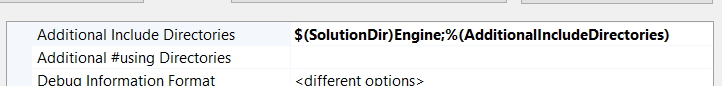 Additional Include Directories $(SolutionDir)Engine;%(AdditionalIncludeDirectories)
Additional #using Directories
Debug Information Format <different options>